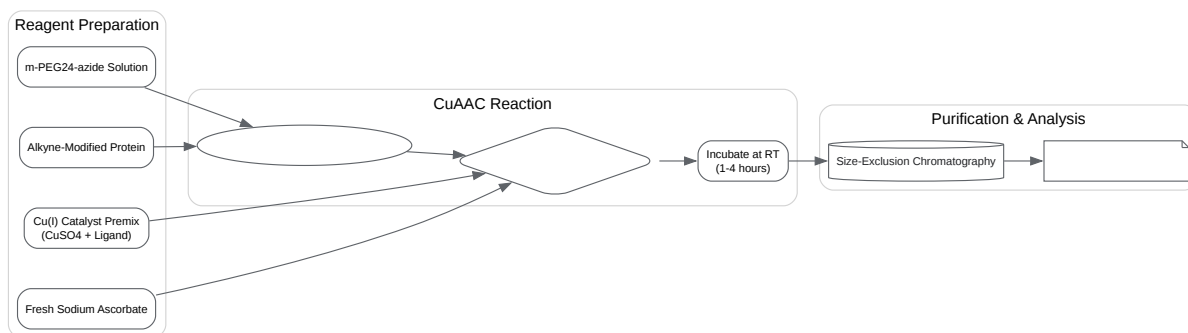 Reagent Preparation
m-PEG24-azide Solution
Alkyne-Modified Protein
Cu(I) Catalyst Premix
(CuSO4 + Ligand)
Fresh Sodium Ascorbate
CuAAC Reaction
Incubate at RT
(1-4 hours)
Purification & Analysis
Size-Exclusion Chromatography